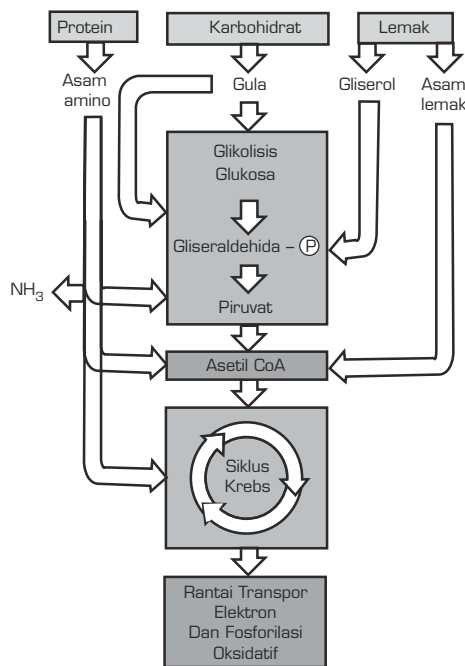 Protein
Karbohidrat
Lemak
Asam
amino
Gula
Gliserol
Asam
lemak
Glikolisis
Glukosa
Gliseraldehida – P
NH3
Piruvat
Asetil CoA
Siklus
Krebs
Rantai Transpor
Elektron
Dan Fosforilasi
Oksidatif